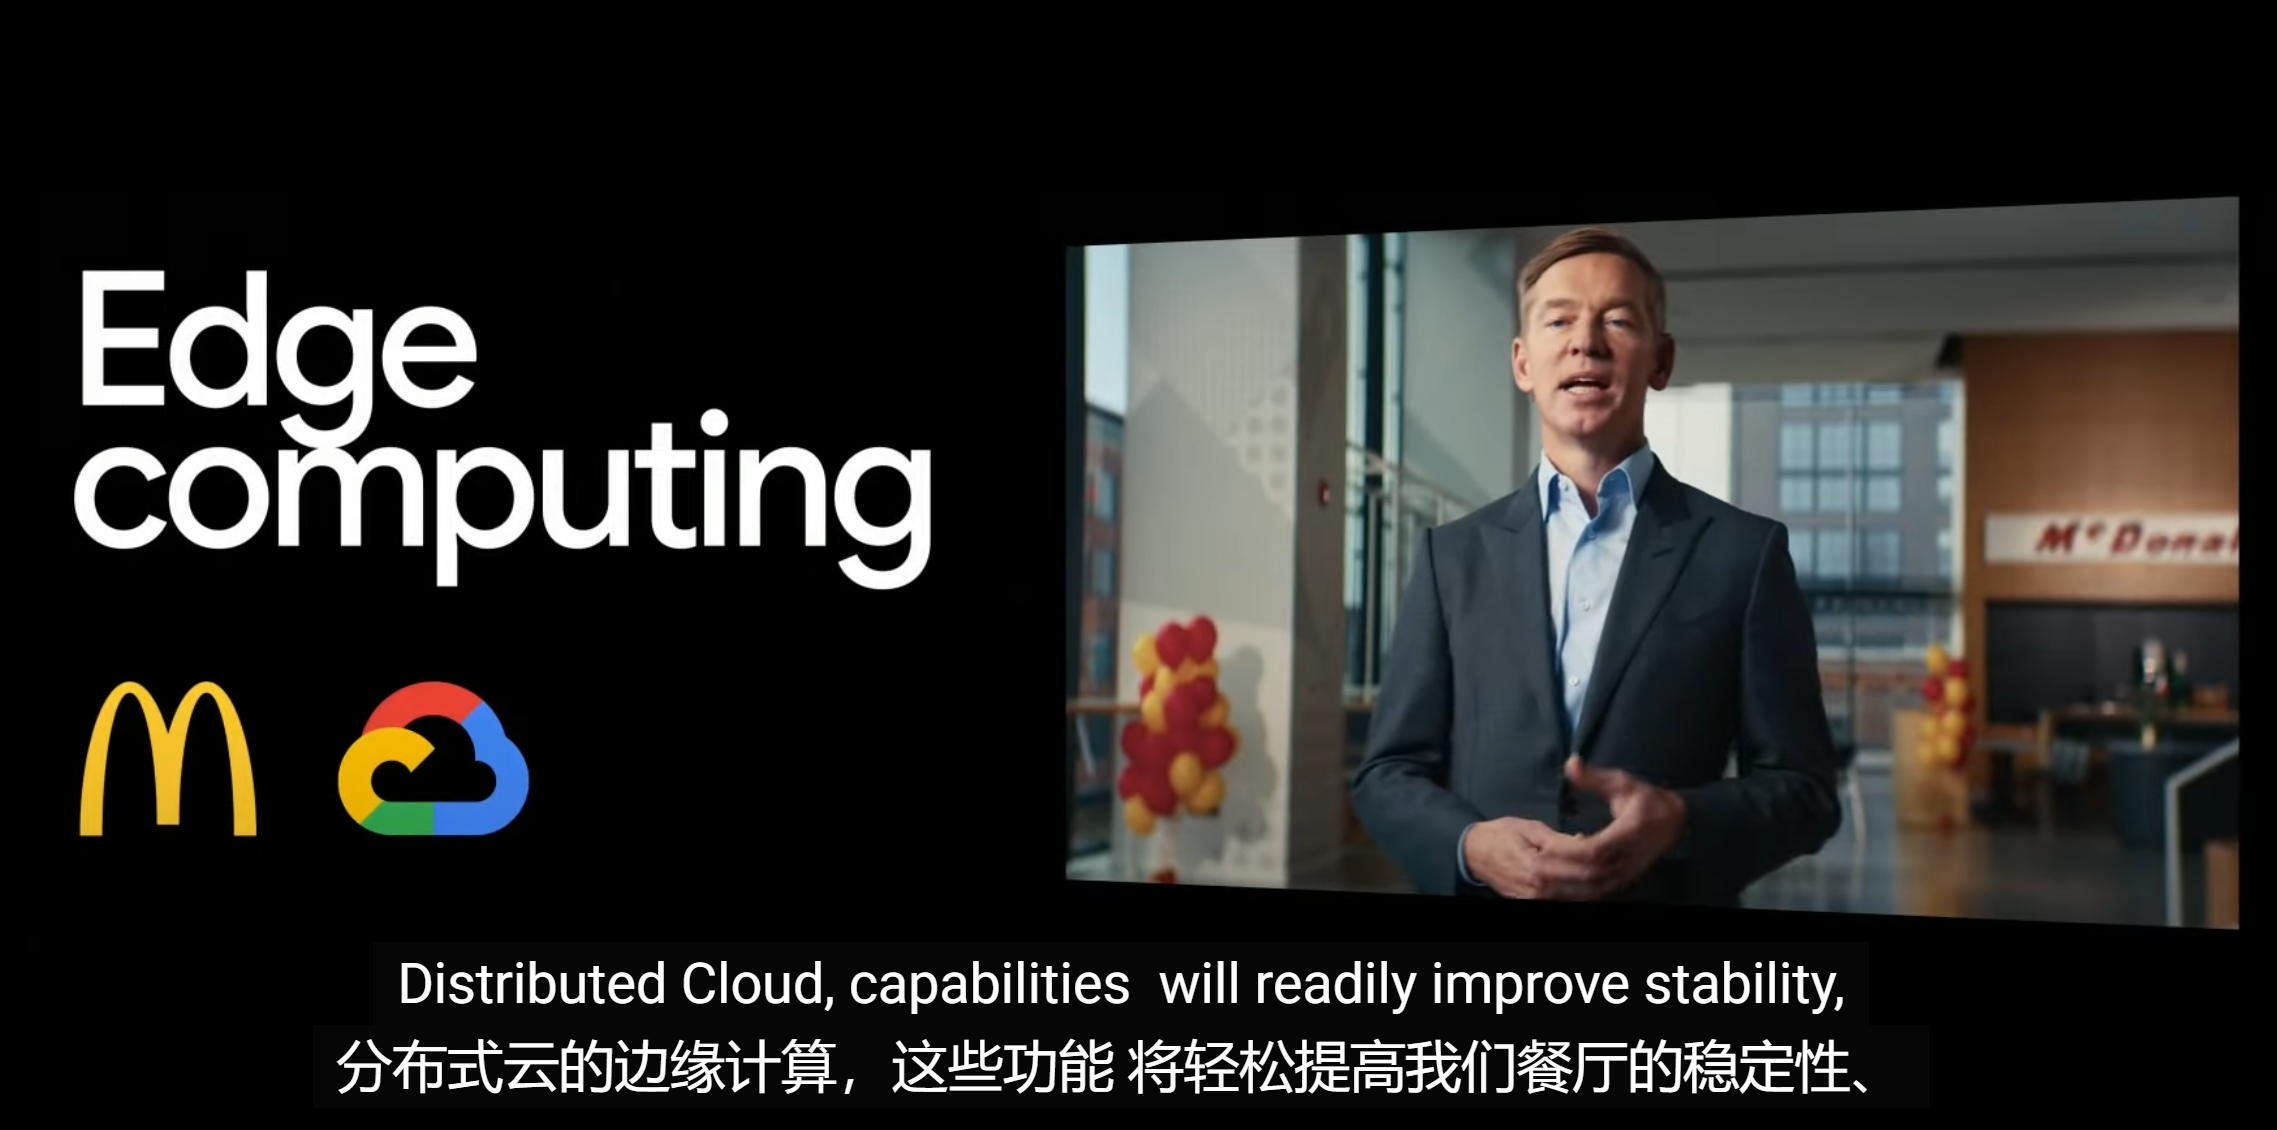 Edge
computing
McDonal
Distributed Cloud, capabilities  will readily improve stability,
分布式云的边缘计算，这些功能 将轻松提高我们餐厅的稳定性、